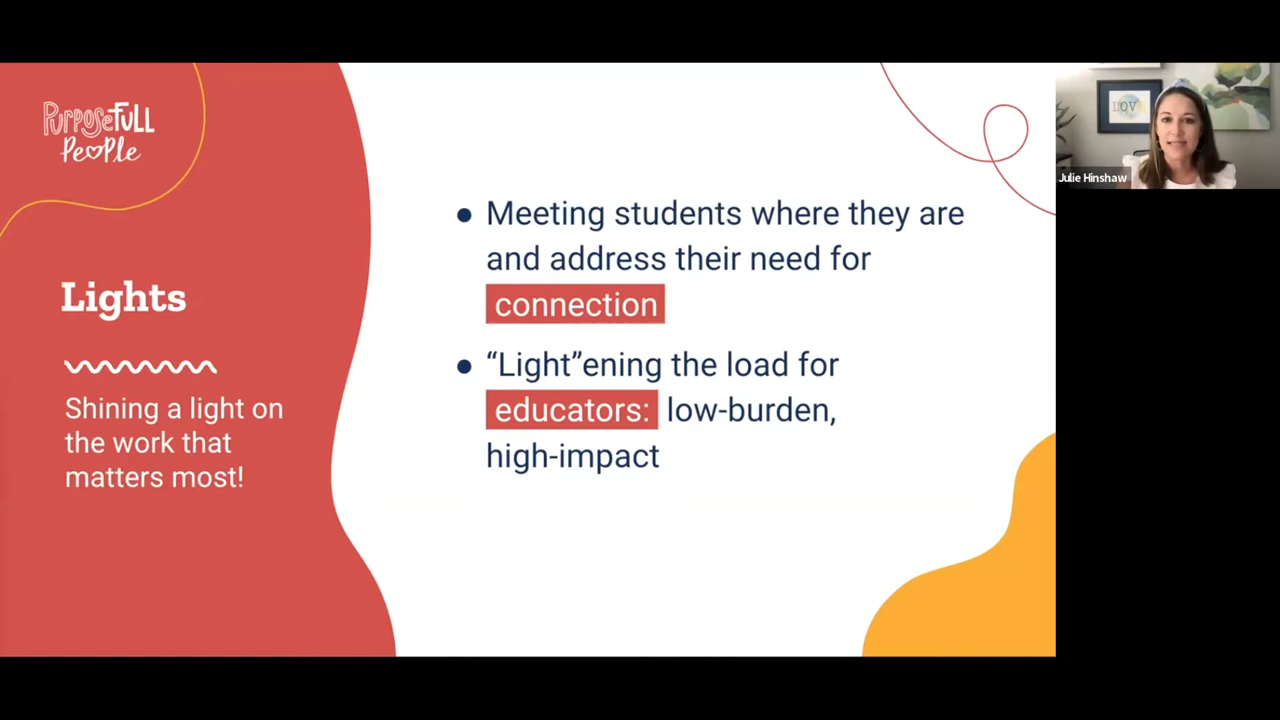 PurposeFULL
People
Lights
Shining a light on
the work that
matters most!
● Meeting students where they are
and address their need for
connection
● “Light”ening the load for
educators: low-burden,
high-impact
LOVE
Julie Hinshaw